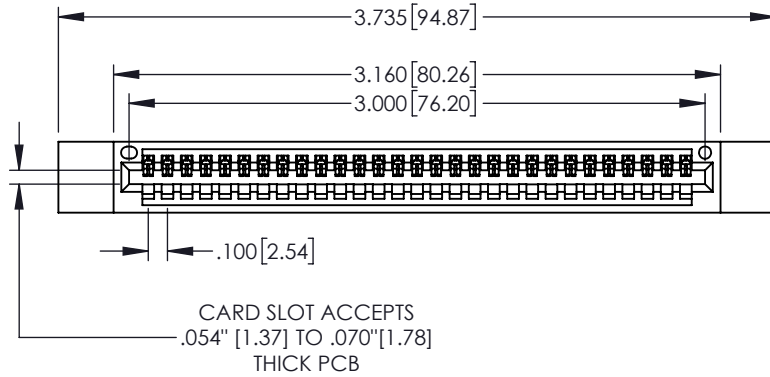 3.735[94.87]
3.160[80.26]
3.000[76.20]
.100[2.54]
CARD SLOT ACCEPTS
.054" [1.37] TO .070"[1.78]
THICK PCB